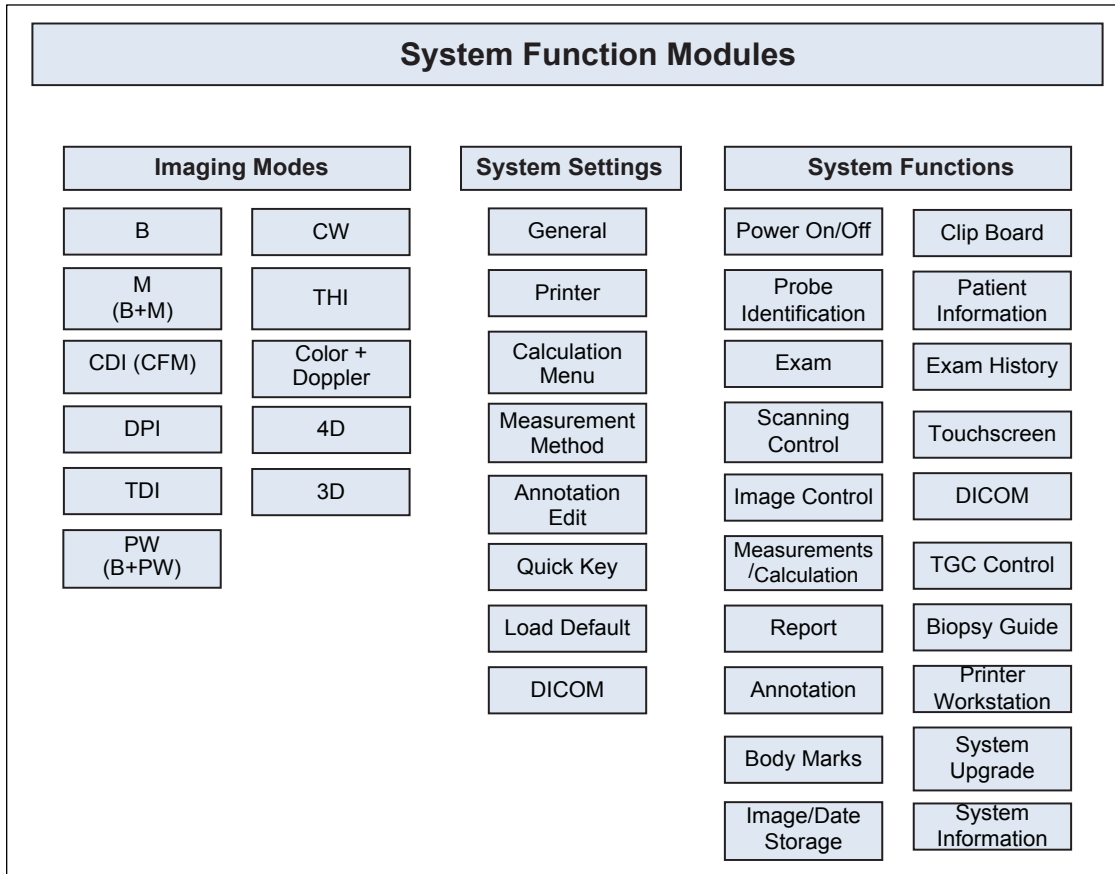 System Function Modules
Imaging Modes
B
M
(B+M)
CDI (CFM)
DPI
TDI
PW
(B+PW)
CW
THI
Color +
Doppler
4D
3D
System Settings
General
Printer
Calculation
Menu
Measurement
Method
Annotation
Edit
Quick Key
Load Default
DICOM
System Functions
Power On/Off
Probe
Identification
Exam
Scanning
Control
Image Control
Measurements
/Calculation
Report
Annotation
Body Marks
Image/Date
Storage
Clip Board
Patient
Information
Exam History
Touchscreen
DICOM
TGC Control
Biopsy Guide
Printer
Workstation
System
Upgrade
System
Information